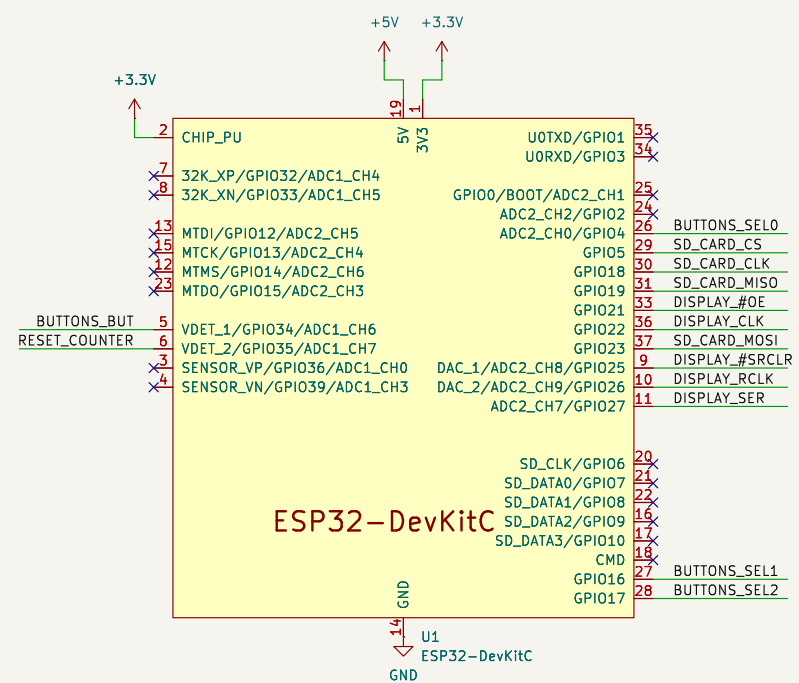 +5V
+3.3V
+3.3V
19
1
5V
3V3
2 CHIP_PU
7 32K_XP/GPIO32/ADC1_CH4
8 32K_XN/GPIO33/ADC1_CH5
13 MTDI/GPIO12/ADC2_CH5
15 MTCK/GPIO13/ADC2_CH4
12 MTMS/GPIO14/ADC2_CH6
23 MTDO/GPIO15/ADC2_CH3
BUTTONS_BUT 5 VDET_1/GPIO34/ADC1_CH6
RESET_COUNTER 6 VDET_2/GPIO35/ADC1_CH7
3 SENSOR_VP/GPIO36/ADC1_CH0
4 SENSOR_VN/GPIO39/ADC1_CH3
U0TXD/GPIO1 35
U0RXD/GPIO3 34
GPIO0/BOOT/ADC2_CH1 25
ADC2_CH2/GPIO2 24
ADC2_CH0/GPIO4 26 BUTTONS_SEL0
GPIO5 29 SD_CARD_CS
GPIO18 30 SD_CARD_CLK
GPIO19 31 SD_CARD_MISO
GPIO21 33 DISPLAY_#OE
GPIO22 36 DISPLAY_CLK
GPIO23 37 SD_CARD_MOSI
DAC_1/ADC2_CH8/GPIO25 9 DISPLAY_#SRCLR
DAC_2/ADC2_CH9/GPIO26 10 DISPLAY_RCLK
ADC2_CH7/GPIO27 11 DISPLAY_SER
SD_CLK/GPIO6 20
SD_DATA0/GPIO7 21
SD_DATA1/GPIO8 22
SD_DATA2/GPIO9 16
SD_DATA3/GPIO10 17
CMD 18
GPIO16 27 BUTTONS_SEL1
GPIO17 28 BUTTONS_SEL2
ESP32-DevKitC
GND
14
U1
ESP32-DevKitC
GND